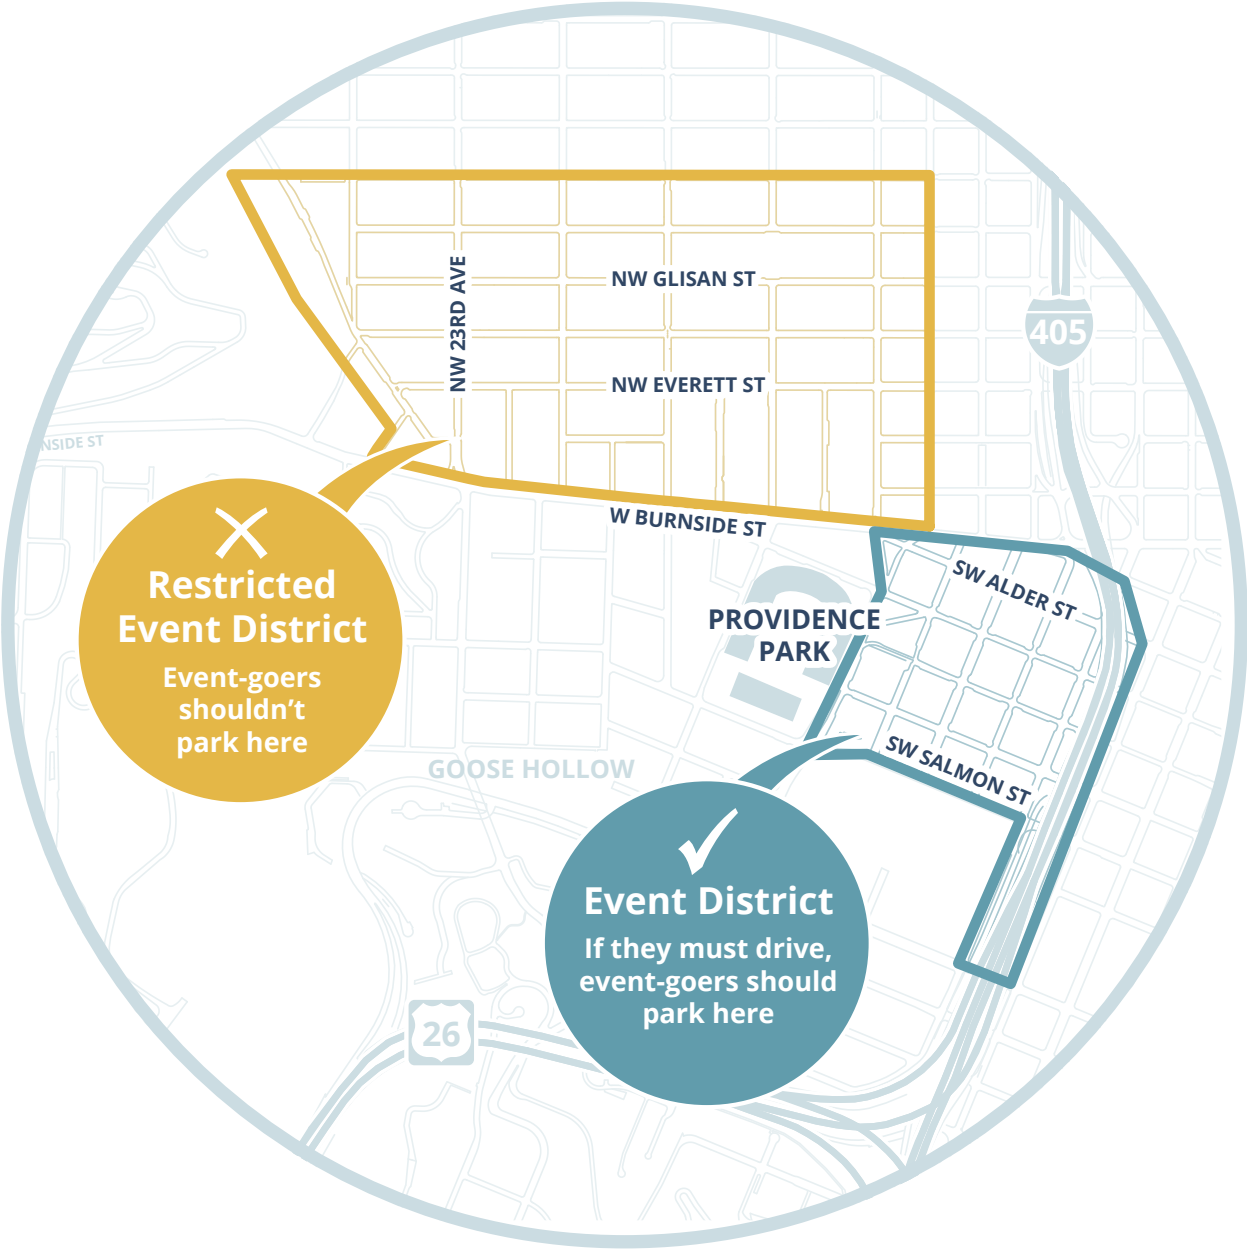 NW GLISAN ST
NW 23RD AVE
405
NW EVERETT ST
NSIDE ST
W BURNSIDE ST
SW ALDER ST
PROVIDENCE
PARK
Restricted
Event District
Event-goers
shouldn’t
park here
SW SALMON ST
GOOSE HOLLOW
Event District
If they must drive,
event-goers should
park here
26